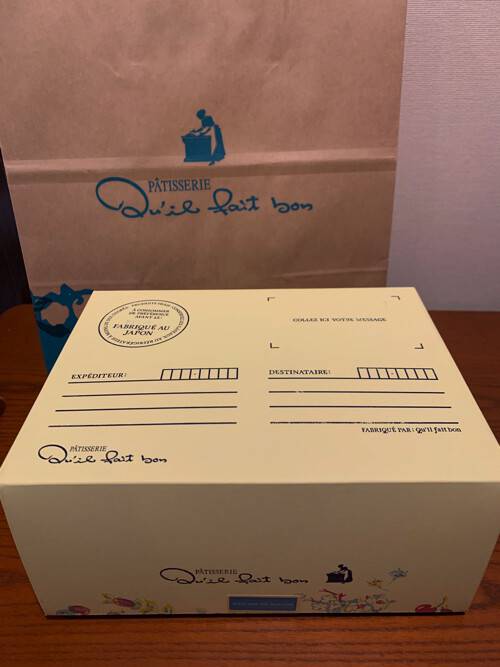 PÂTISSERIE
Qu'il fait bon
À CONSOMMER
DE PRÉFÉRENCE
AVANT LE:
FABRIQUÉ AU
JAPON
COLLEZ ICI VOTRE MESSAGE
EXPÉDITEUR:
DESTINATAIRE:
FABRIQUÉ PAR: Qu'il fait bon
PÂTISSERIE
Qu'il fait bon
PÂTISSERIE
Qu'il fait bon